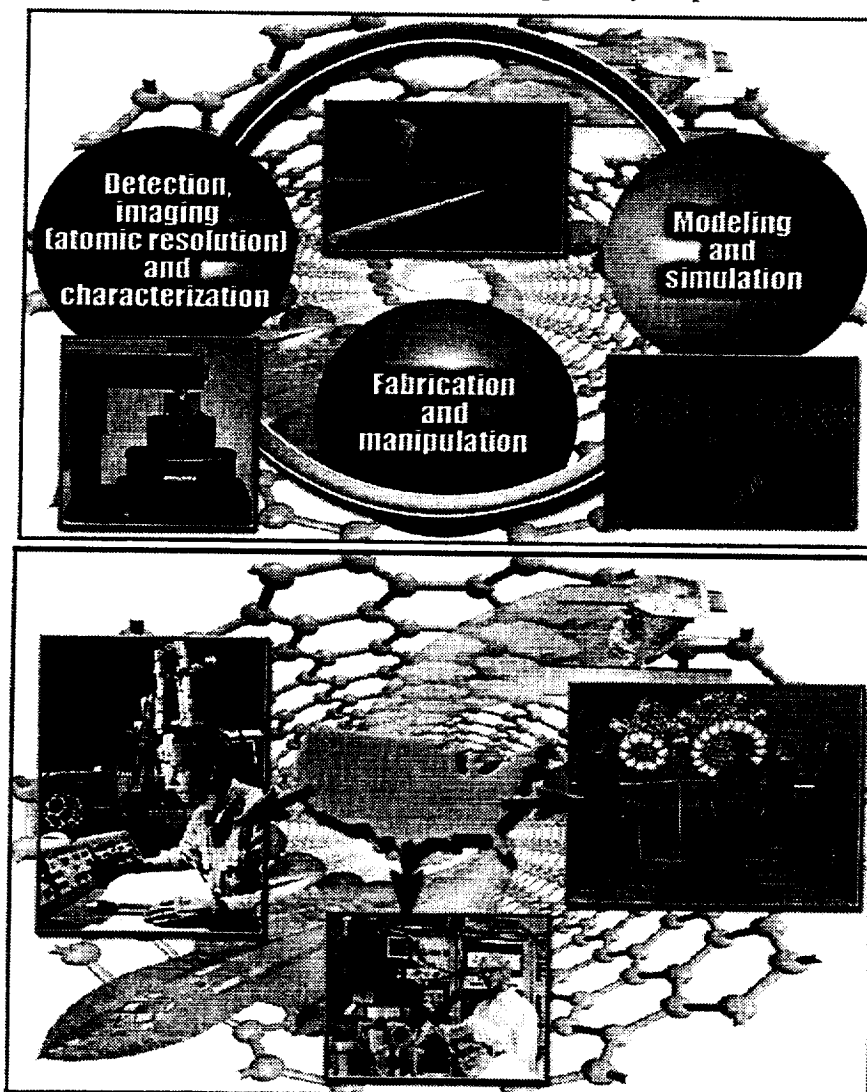 Detection,
imaging
(atomic resolution)
and
characterization
Modeling
and
simulation
Fabrication
and
manipulation